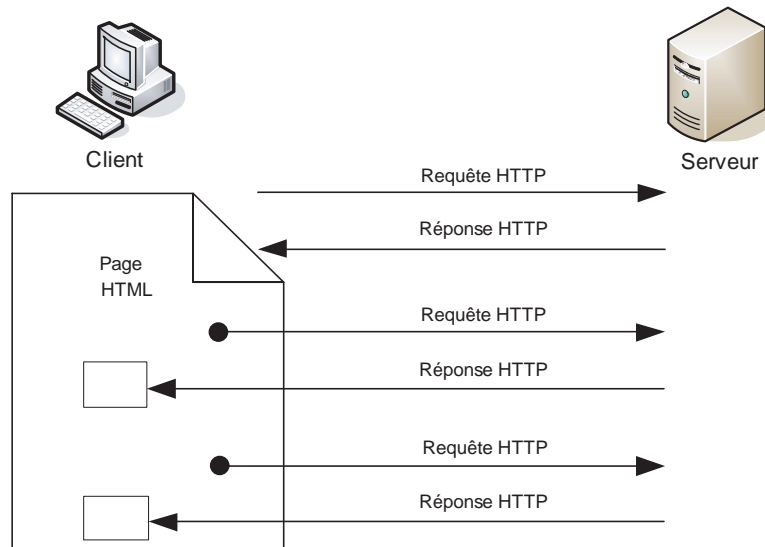 Client
Serveur
Requête HTTP
Réponse HTTP
Page
HTML
Requête HTTP
Réponse HTTP
Requête HTTP
Réponse HTTP